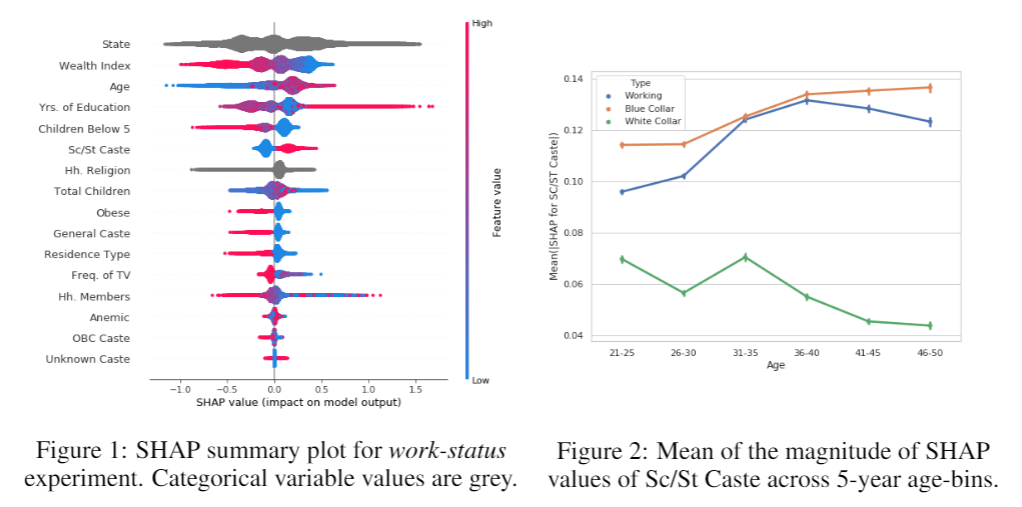 High
State
Wealth Index
Age
Yrs. of Education
Children Below 5
Sc/St Caste
Hh. Religion
Total Children
Obese
General Caste
Residence Type
Freq. of TV
Hh. Members
Anemic
OBC Caste
Unknown Caste
Feature value
Low
−1.0 −0.5 0.0 0.5 1.0 1.5
SHAP value (impact on model output)
Figure 1: SHAP summary plot for work-status
experiment. Categorical variable values are grey.
Type
Working
Blue Collar
White Collar
0.14
0.12
0.10
0.08
0.06
0.04
Mean(|SHAP for SC/ST Caste|)
21-25 26-30 31-35 36-40 41-45 46-50
Age
Figure 2: Mean of the magnitude of SHAP
values of Sc/St Caste across 5-year age-bins.